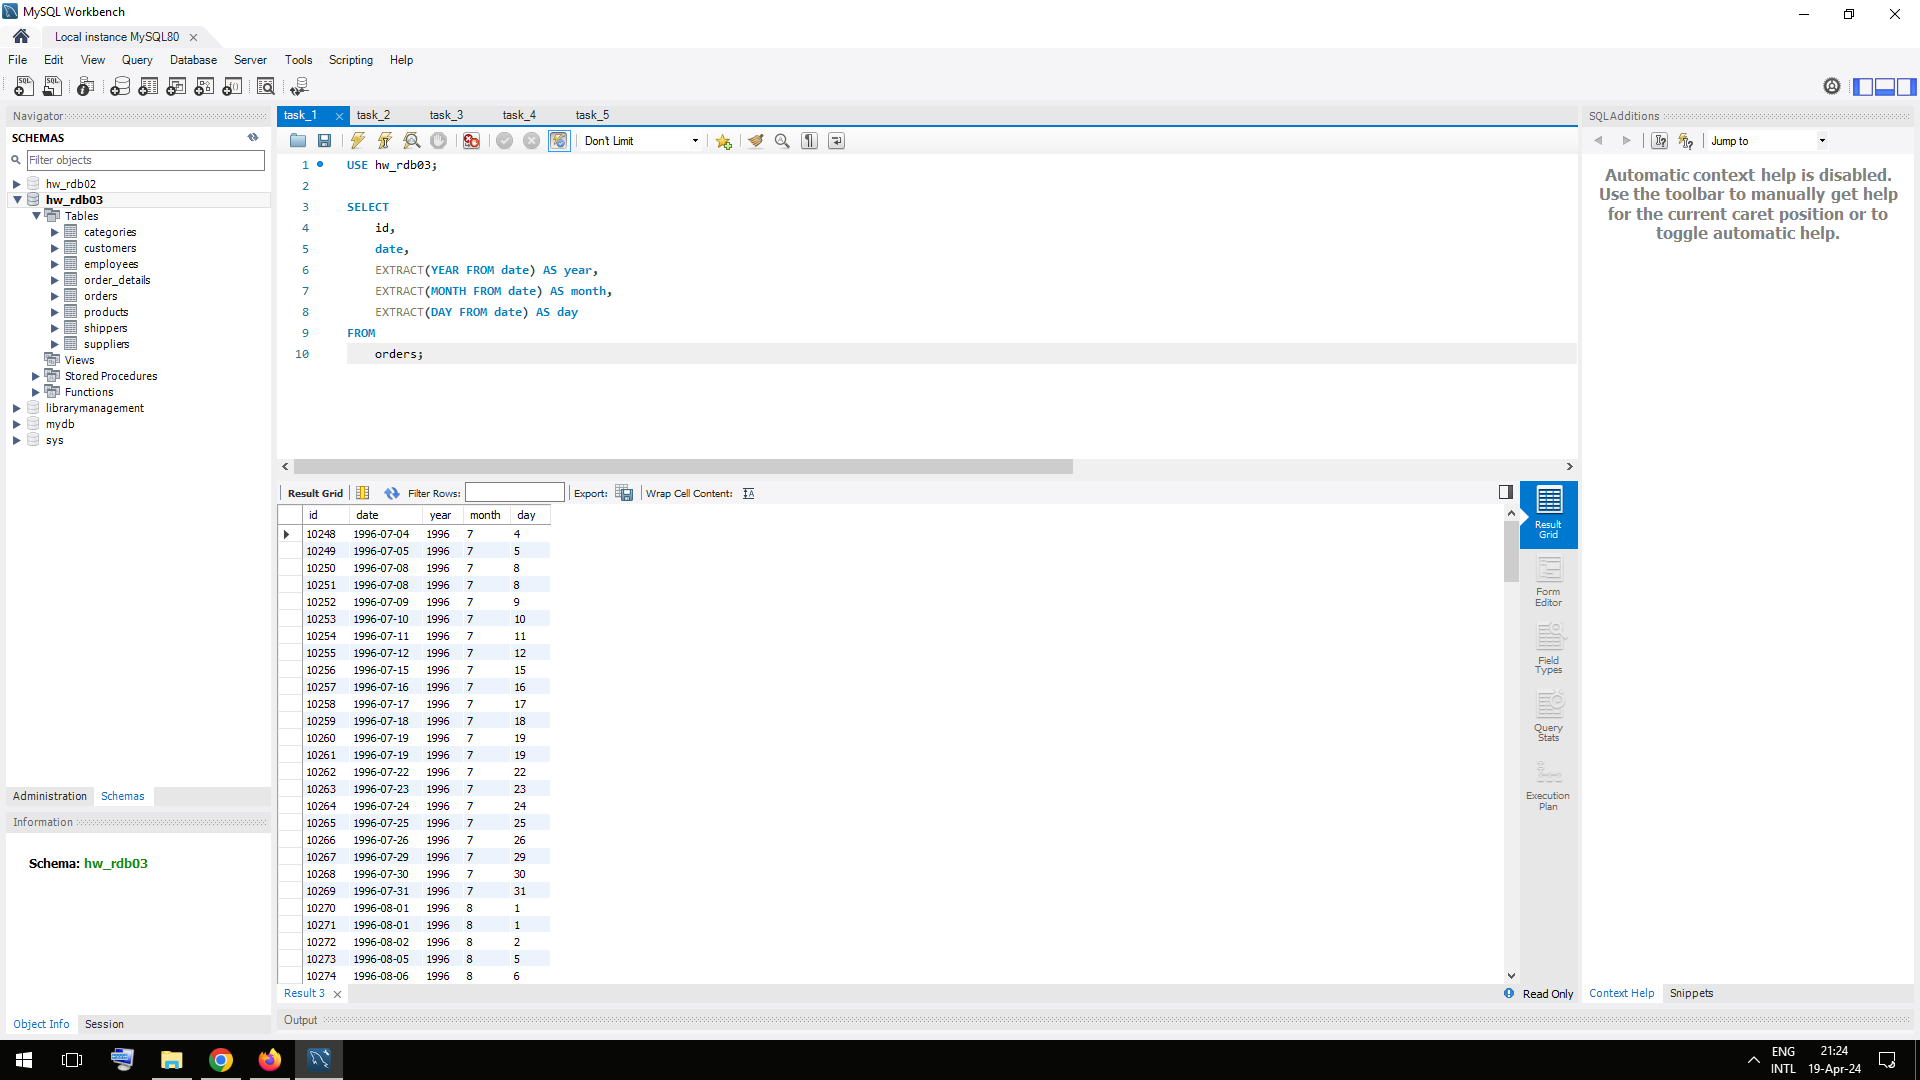 MySQL Workbench
Local instance MySQL80
File Edit View Query Database Server Tools Scripting Help
Navigator
SCHEMAS
Filter objects
hw_rdb02
hw_rdb03
Tables
categories
customers
employees
order_details
orders
products
shippers
suppliers
Views
Stored Procedures
Functions
librarymanagement
mydb
sys
Administration Schemas
Information
Schema: hw_rdb03
Object Info Session
task_1 task_2 task_3 task_4 task_5
Don't Limit
1 USE hw_rdb03;
2
3 SELECT
4 id,
5 date,
6 EXTRACT(YEAR FROM date) AS year,
7 EXTRACT(MONTH FROM date) AS month,
8 EXTRACT(DAY FROM date) AS day
9 FROM
10 orders;
Result Grid Filter Rows: Export: Wrap Cell Content:
id date year month day
10248 1996-07-04 1996 7 4
10249 1996-07-05 1996 7 5
10250 1996-07-08 1996 7 8
10251 1996-07-08 1996 7 8
10252 1996-07-09 1996 7 9
10253 1996-07-10 1996 7 10
10254 1996-07-11 1996 7 11
10255 1996-07-12 1996 7 12
10256 1996-07-15 1996 7 15
10257 1996-07-16 1996 7 16
10258 1996-07-17 1996 7 17
10259 1996-07-18 1996 7 18
10260 1996-07-19 1996 7 19
10261 1996-07-19 1996 7 19
10262 1996-07-22 1996 7 22
10263 1996-07-23 1996 7 23
10264 1996-07-24 1996 7 24
10265 1996-07-25 1996 7 25
10266 1996-07-26 1996 7 26
10267 1996-07-29 1996 7 29
10268 1996-07-30 1996 7 30
10269 1996-07-31 1996 7 31
10270 1996-08-01 1996 8 1
10271 1996-08-01 1996 8 1
10272 1996-08-02 1996 8 2
10273 1996-08-05 1996 8 5
10274 1996-08-06 1996 8 6
Result 3
Read Only
Output
Result
Grid
Form
Editor
Field
Types
Query
Stats
Execution
Plan
SQLAdditions
Jump to
Automatic context help is disabled.
Use the toolbar to manually get help
for the current caret position or to
toggle automatic help.
Context Help Snippets
ENG
INTL
21:24
19-Apr-24